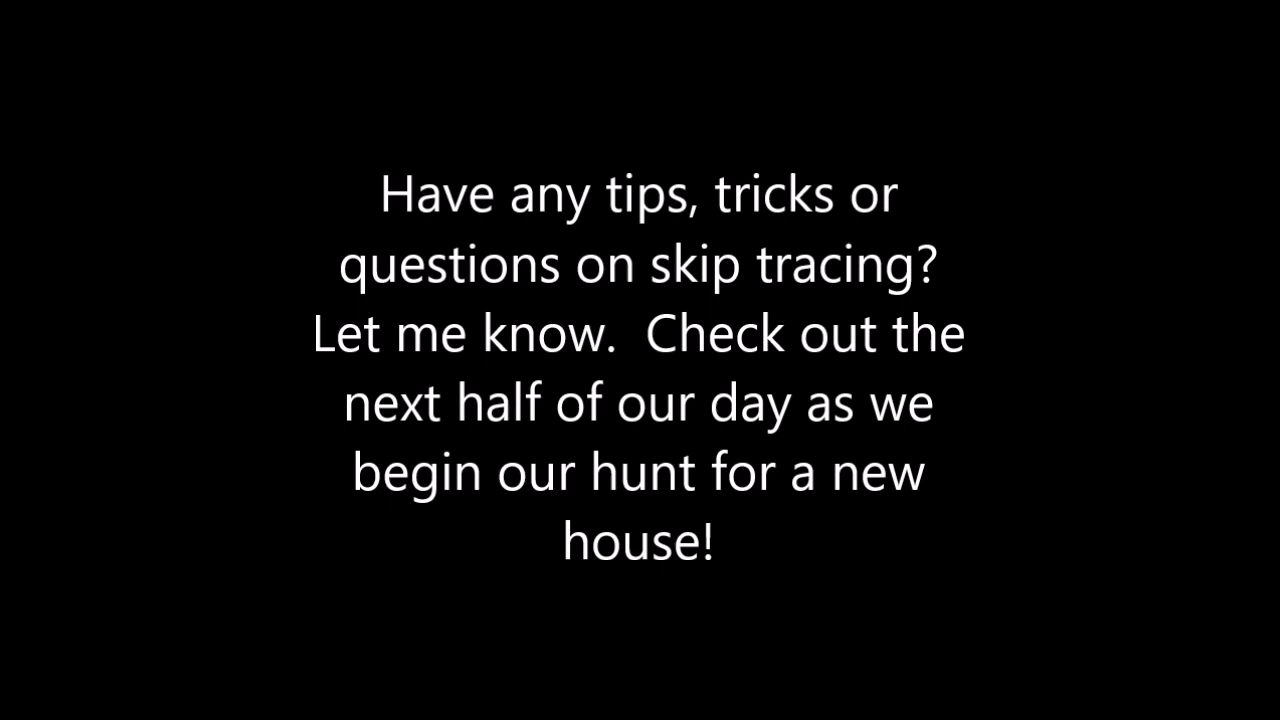 Have any tips, tricks or
questions on skip tracing?
Let me know.  Check out the
next half of our day as we
begin our hunt for a new
house!